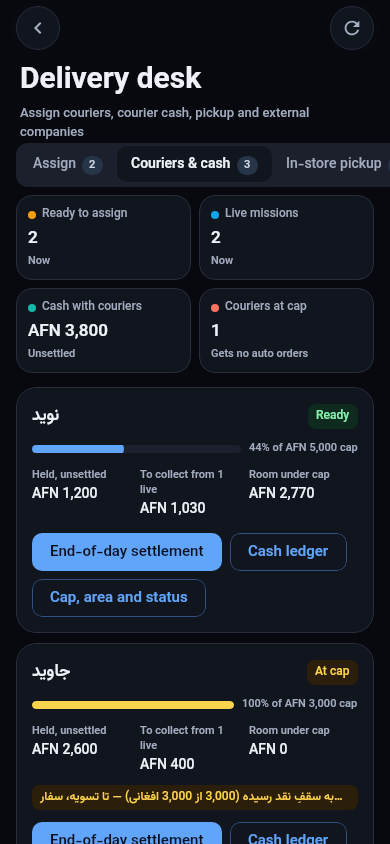 Delivery desk
Assign couriers, courier cash, pickup and external
companies
Assign 2 Couriers & cash 3 In-store pickup
Ready to assign
2
Now
Live missions
2
Now
Cash with couriers
AFN 3,800
Unsettled
Couriers at cap
1
Gets no auto orders
نوید
Ready
44% of AFN 5,000 cap
Held, unsettled
AFN 1,200
To collect from 1
live
AFN 1,030
Room under cap
AFN 2,770
End-of-day settlement
Cash ledger
Cap, area and status
جاوید
At cap
100% of AFN 3,000 cap
Held, unsettled
AFN 2,600
To collect from 1
live
AFN 400
Room under cap
AFN 0
به سقفِ نقد رسیده (3,000 از 3,000 افغانی) — تا تسویه، سفار…
End-of-day settlement
Cash ledger